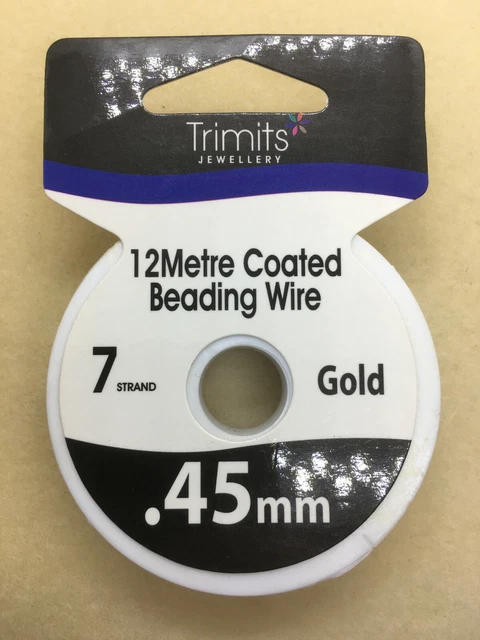 Trimits
JEWELLERY
12Metre Coated
Beading Wire
7 STRAND
Gold
.45mm